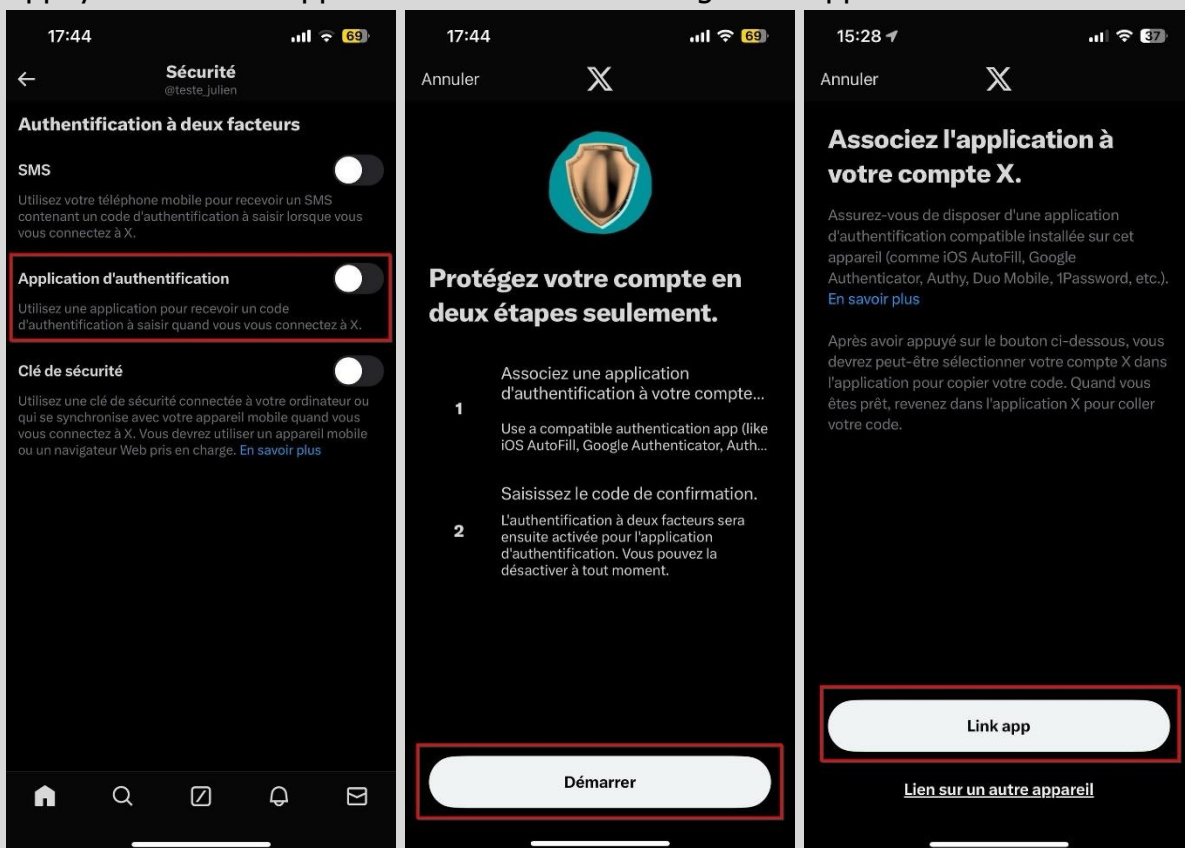 17:44
69
Sécurité
@teste_julien
Authentification à deux facteurs
SMS
Utilisez votre téléphone mobile pour recevoir un SMS
contenant un code d'authentification à saisir lorsque vous
vous connectez à X.
Application d'authentification
Utilisez une application pour recevoir un code
d'authentification à saisir quand vous vous connectez à X.
Clé de sécurité
Utilisez une clé de sécurité connectée à votre ordinateur ou
qui se synchronise avec votre appareil mobile quand vous
vous connectez à X. Vous devrez utiliser un appareil mobile
ou un navigateur Web pris en charge. En savoir plus
17:44
69
Annuler
X
Protégez votre compte en
deux étapes seulement.
1
Associez une application
d'authentification à votre compte...
Use a compatible authentication app (like
iOS AutoFill, Google Authenticator, Auth...
2
Saisissez le code de confirmation.
L'authentification à deux facteurs sera
ensuite activée pour l'application
d'authentification. Vous pouvez la
désactiver à tout moment.
Démarrer
15:28
37
Annuler
X
Associez l'application à
votre compte X.
Assurez-vous de disposer d'une application
d'authentification compatible installée sur cet
appareil (comme iOS AutoFill, Google
Authenticator, Authy, Duo Mobile, 1Password, etc.).
En savoir plus
Après avoir appuyé sur le bouton ci-dessous, vous
devrez peut-être sélectionner votre compte X dans
l'application pour copier votre code. Quand vous
êtes prêt, revenez dans l'application X pour coller
votre code.
Link app
Lien sur un autre appareil